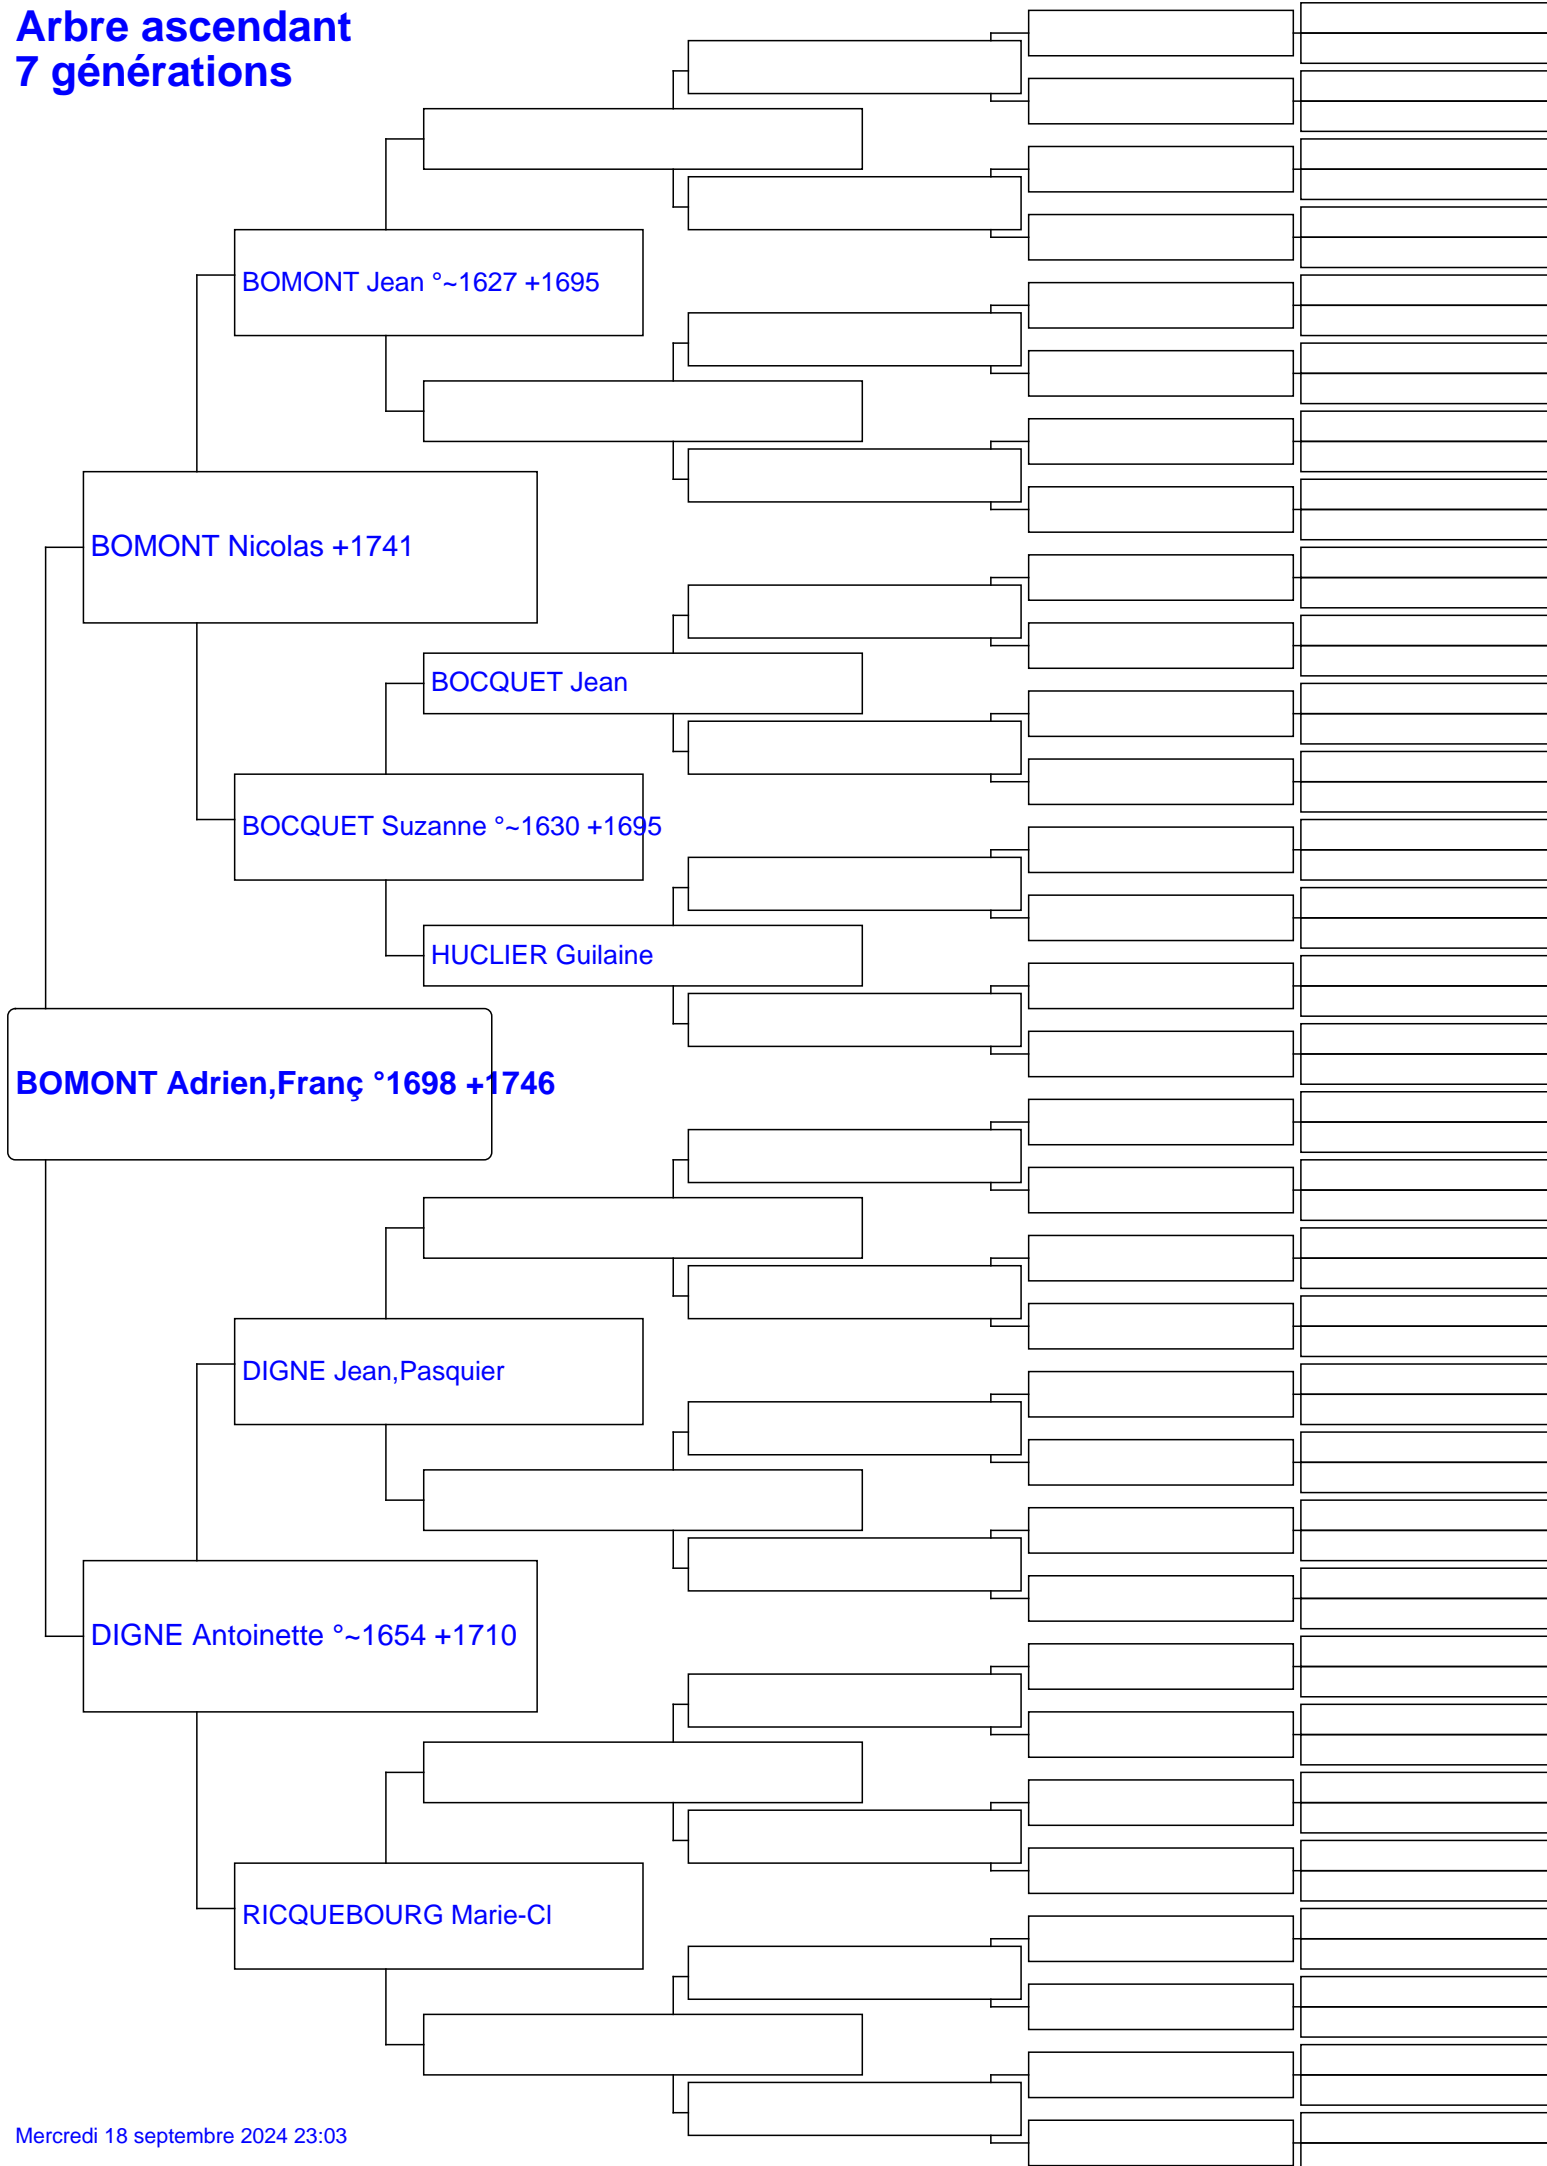 Arbre ascendant
7 générations
BOMONT Jean °~1627 +1695
BOMONT Nicolas +1741
BOCQUET Jean
BOCQUET Suzanne °~1630 +1695
HUCLIER Guilaine
BOMONT Adrien,Franç °1698 +1746
DIGNE Jean,Pasquier
DIGNE Antoinette °~1654 +1710
RICQUEBOURG Marie-Cl
Mercredi 18 septembre 2024 23:03